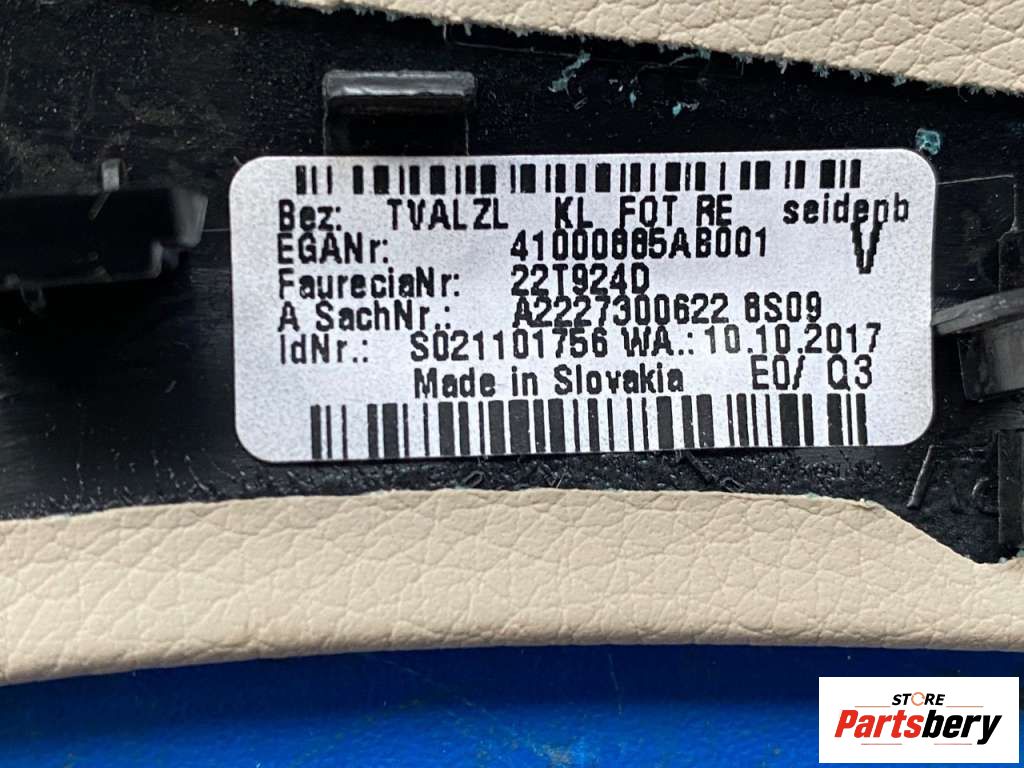 Bez: TVALZL KL FOT RE seidenb
EGANr: 41000885AB001 V
FaureciaNr: 22T924D
A SachNr.: A2227300622 8S09
IdNr.: S021101756 WA.: 10.10.2017
Made in Slovakia E0/ Q3
STORE
Partsbery